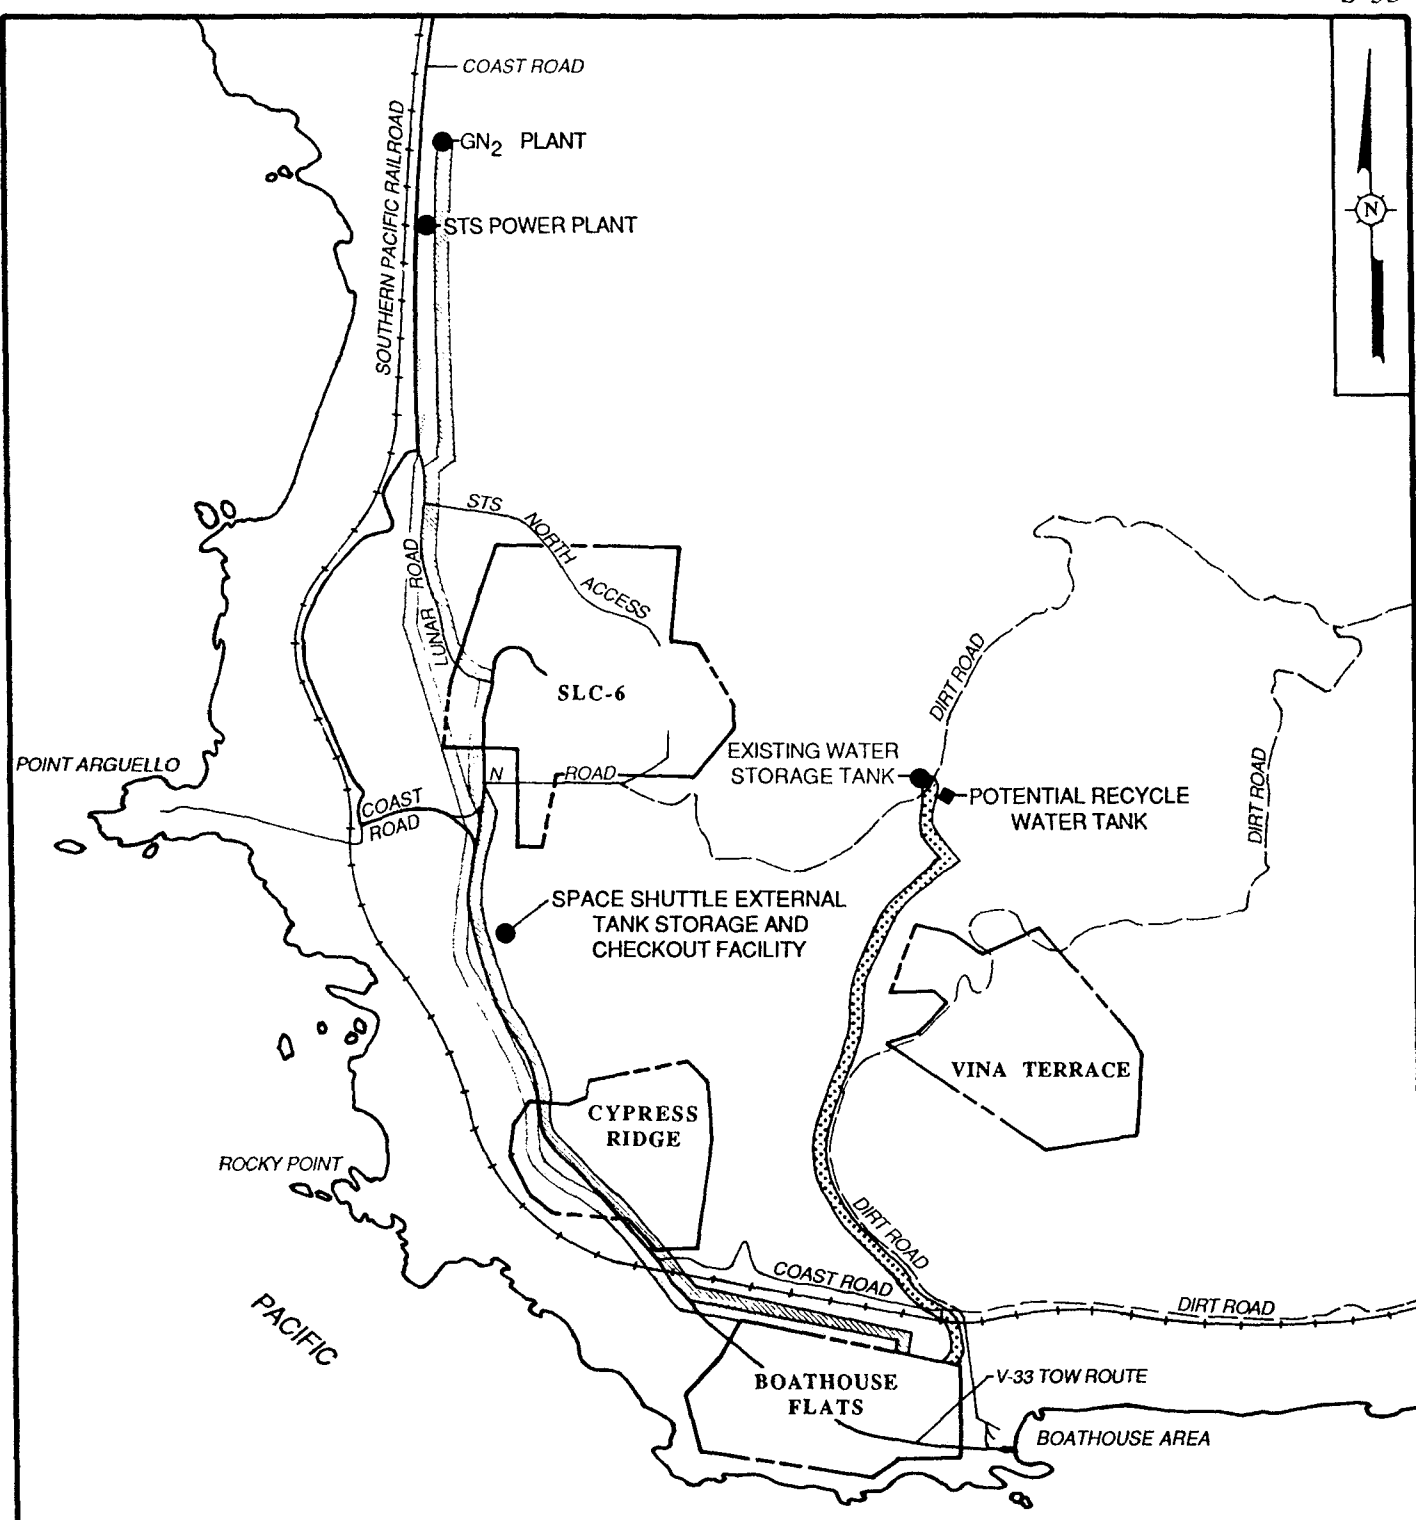 COAST ROAD
GN2 PLANT
SOUTHERN PACIFIC RAILROAD
STS POWER PLANT
N
STS NORTH ACCESS
ROAD
LUNAR
SLC-6
DIRT ROAD
EXISTING WATER
STORAGE TANK
POINT ARGUELLO
N ROAD
POTENTIAL RECYCLE
WATER TANK
COAST
ROAD
DIRT ROAD
SPACE SHUTTLE EXTERNAL
TANK STORAGE AND
CHECKOUT FACILITY
VINA TERRACE
CYPRESS
RIDGE
ROCKY POINT
DIRT ROAD
COAST ROAD
DIRT ROAD
PACIFIC
BOATHOUSE
FLATS
V-33 TOW ROUTE
BOATHOUSE AREA